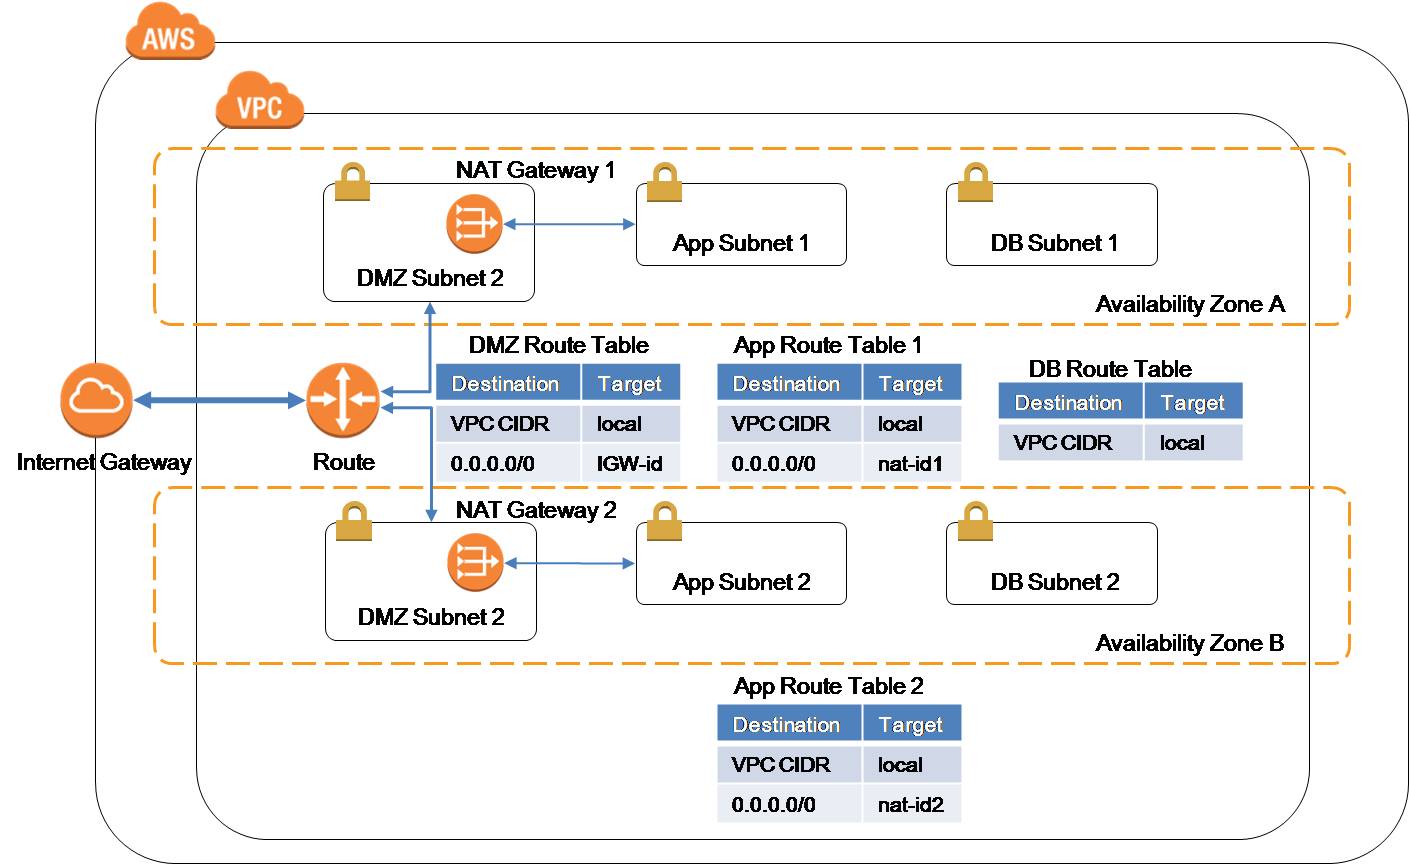 AWS
VPC
NAT Gateway 1
DMZ Subnet 2
App Subnet 1
DB Subnet 1
Availability Zone A
Internet Gateway
Route
DMZ Route Table
Destination Target
VPC CIDR local
0.0.0.0/0 IGW-id
App Route Table 1
Destination Target
VPC CIDR local
0.0.0.0/0 nat-id1
DB Route Table
Destination Target
VPC CIDR local
NAT Gateway 2
DMZ Subnet 2
App Subnet 2
DB Subnet 2
Availability Zone B
App Route Table 2
Destination Target
VPC CIDR local
0.0.0.0/0 nat-id2